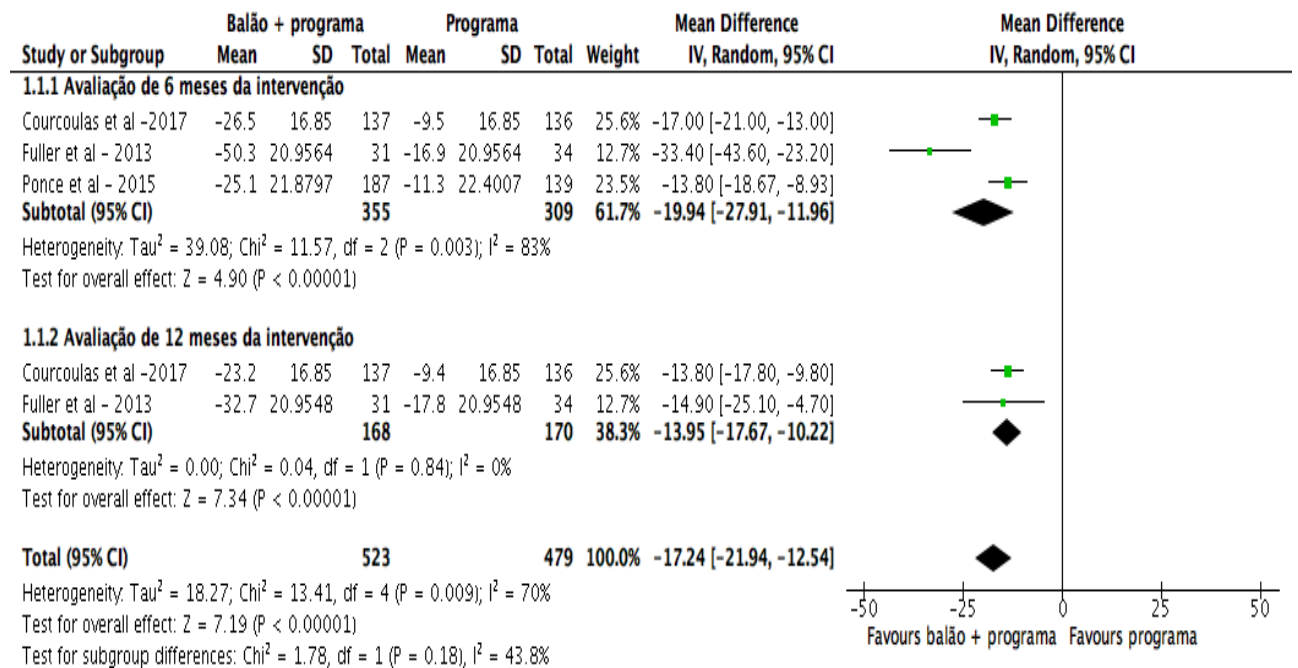 Balão + programa Programa Mean Difference Mean Difference
Study or Subgroup Mean SD Total Mean SD Total Weight IV, Random, 95% CI IV, Random, 95% CI
1.1.1 Avaliação de 6 meses da intervenção
Courcoulas et al -2017 -26.5 16.85 137 -9.5 16.85 136 25.6% -17.00 [-21.00, -13.00]
Fuller et al - 2013 -50.3 20.9564 31 -16.9 20.9564 34 12.7% -33.40 [-43.60, -23.20]
Ponce et al - 2015 -25.1 21.8797 187 -11.3 22.4007 139 23.5% -13.80 [-18.67, -8.93]
Subtotal (95% CI) 355 309 61.7% -19.94 [-27.91, -11.96]
Heterogeneity: Tau² = 39.08; Chi² = 11.57, df = 2 (P = 0.003); I² = 83%
Test for overall effect: Z = 4.90 (P < 0.00001)
1.1.2 Avaliação de 12 meses da intervenção
Courcoulas et al -2017 -23.2 16.85 137 -9.4 16.85 136 25.6% -13.80 [-17.80, -9.80]
Fuller et al - 2013 -32.7 20.9548 31 -17.8 20.9548 34 12.7% -14.90 [-25.10, -4.70]
Subtotal (95% CI) 168 170 38.3% -13.95 [-17.67, -10.22]
Heterogeneity: Tau² = 0.00; Chi² = 0.04, df = 1 (P = 0.84); I² = 0%
Test for overall effect: Z = 7.34 (P < 0.00001)
Total (95% CI) 523 479 100.0% -17.24 [-21.94, -12.54]
Heterogeneity: Tau² = 18.27; Chi² = 13.41, df = 4 (P = 0.009); I² = 70%
Test for overall effect: Z = 7.19 (P < 0.00001)
Test for subgroup differences: Chi² = 1.78, df = 1 (P = 0.18), I² = 43.8%
-50 -25 0 25 50
Favours balão + programa Favours programa